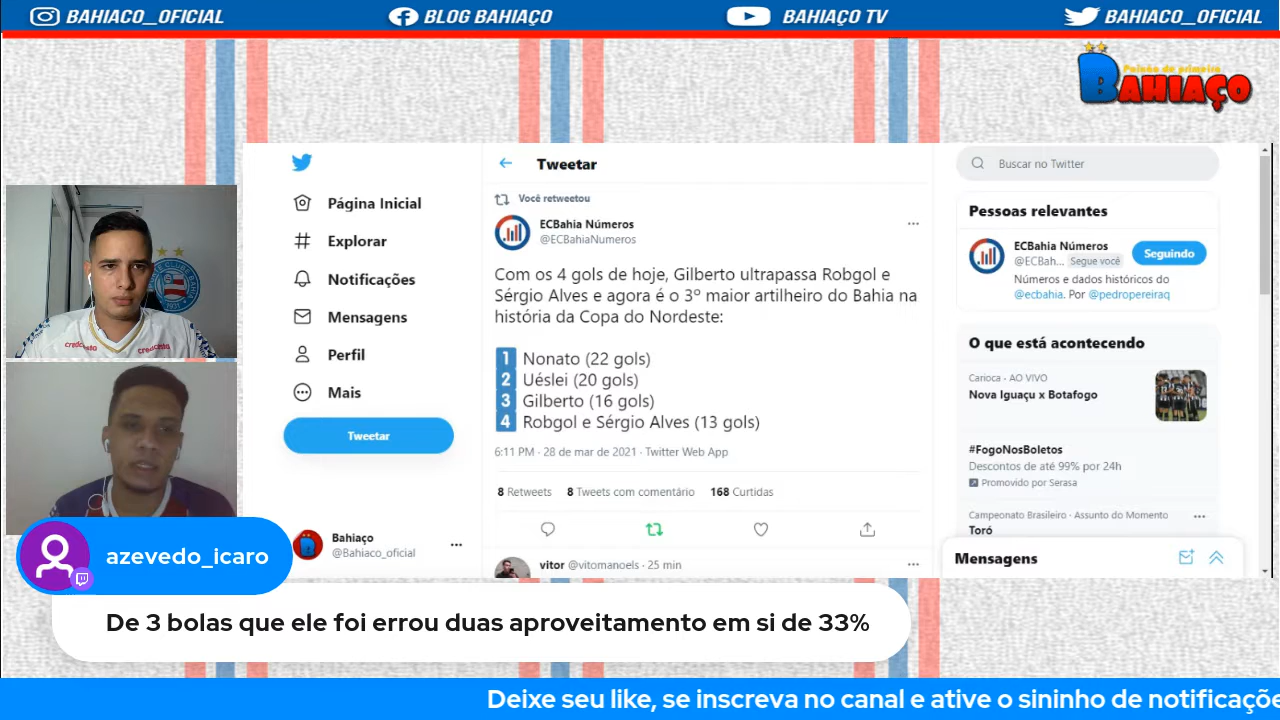 BAHIACO_OFICIAL
BLOG BAHIAÇO
BAHIAÇO TV
BAHIACO_OFICIAL
Paixão de primeira
BAHIAÇO
Tweetar
Buscar no Twitter
Página Inicial
Explorar
Notificações
Mensagens
Perfil
Mais
Tweetar
Bahiaço
@Bahiaco_oficial
Você retweetou
ECBahia Números
@ECBahiaNumeros
Com os 4 gols de hoje, Gilberto ultrapassa Robgol e
Sérgio Alves e agora é o 3º maior artilheiro do Bahia na
história da Copa do Nordeste:
1 Nonato (22 gols)
2 Uéslei (20 gols)
3 Gilberto (16 gols)
4 Robgol e Sérgio Alves (13 gols)
6:11 PM · 28 de mar de 2021 · Twitter Web App
8 Retweets 8 Tweets com comentário 168 Curtidas
vitor @vitomanoels · 25 min
Pessoas relevantes
ECBahia Números
@ECBah... Segue você
Seguindo
Números e dados históricos do
@ecbahia. Por @pedropereiraq
O que está acontecendo
Carioca · AO VIVO
Nova Iguaçu x Botafogo
#FogoNosBoletos
Descontos de até 99% por 24h
Promovido por Serasa
Campeonato Brasileiro · Assunto do Momento
Toró
Mensagens
azevedo_icaro
De 3 bolas que ele foi errou duas aproveitamento em si de 33%
Deixe seu like, se inscreva no canal e ative o sininho de notificaçõe